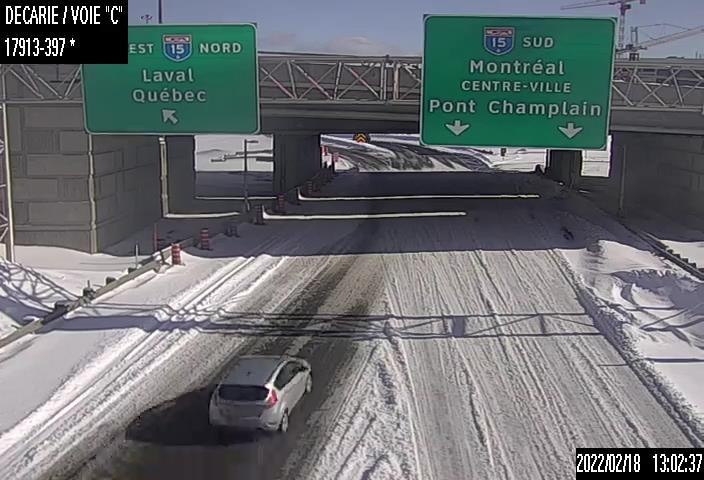 DECARIE / VOIE "C"
17913-397 *
EST 15 NORD
Laval
Québec
15 SUD
Montréal
CENTRE-VILLE
Pont Champlain
2022/02/18 13:02:37